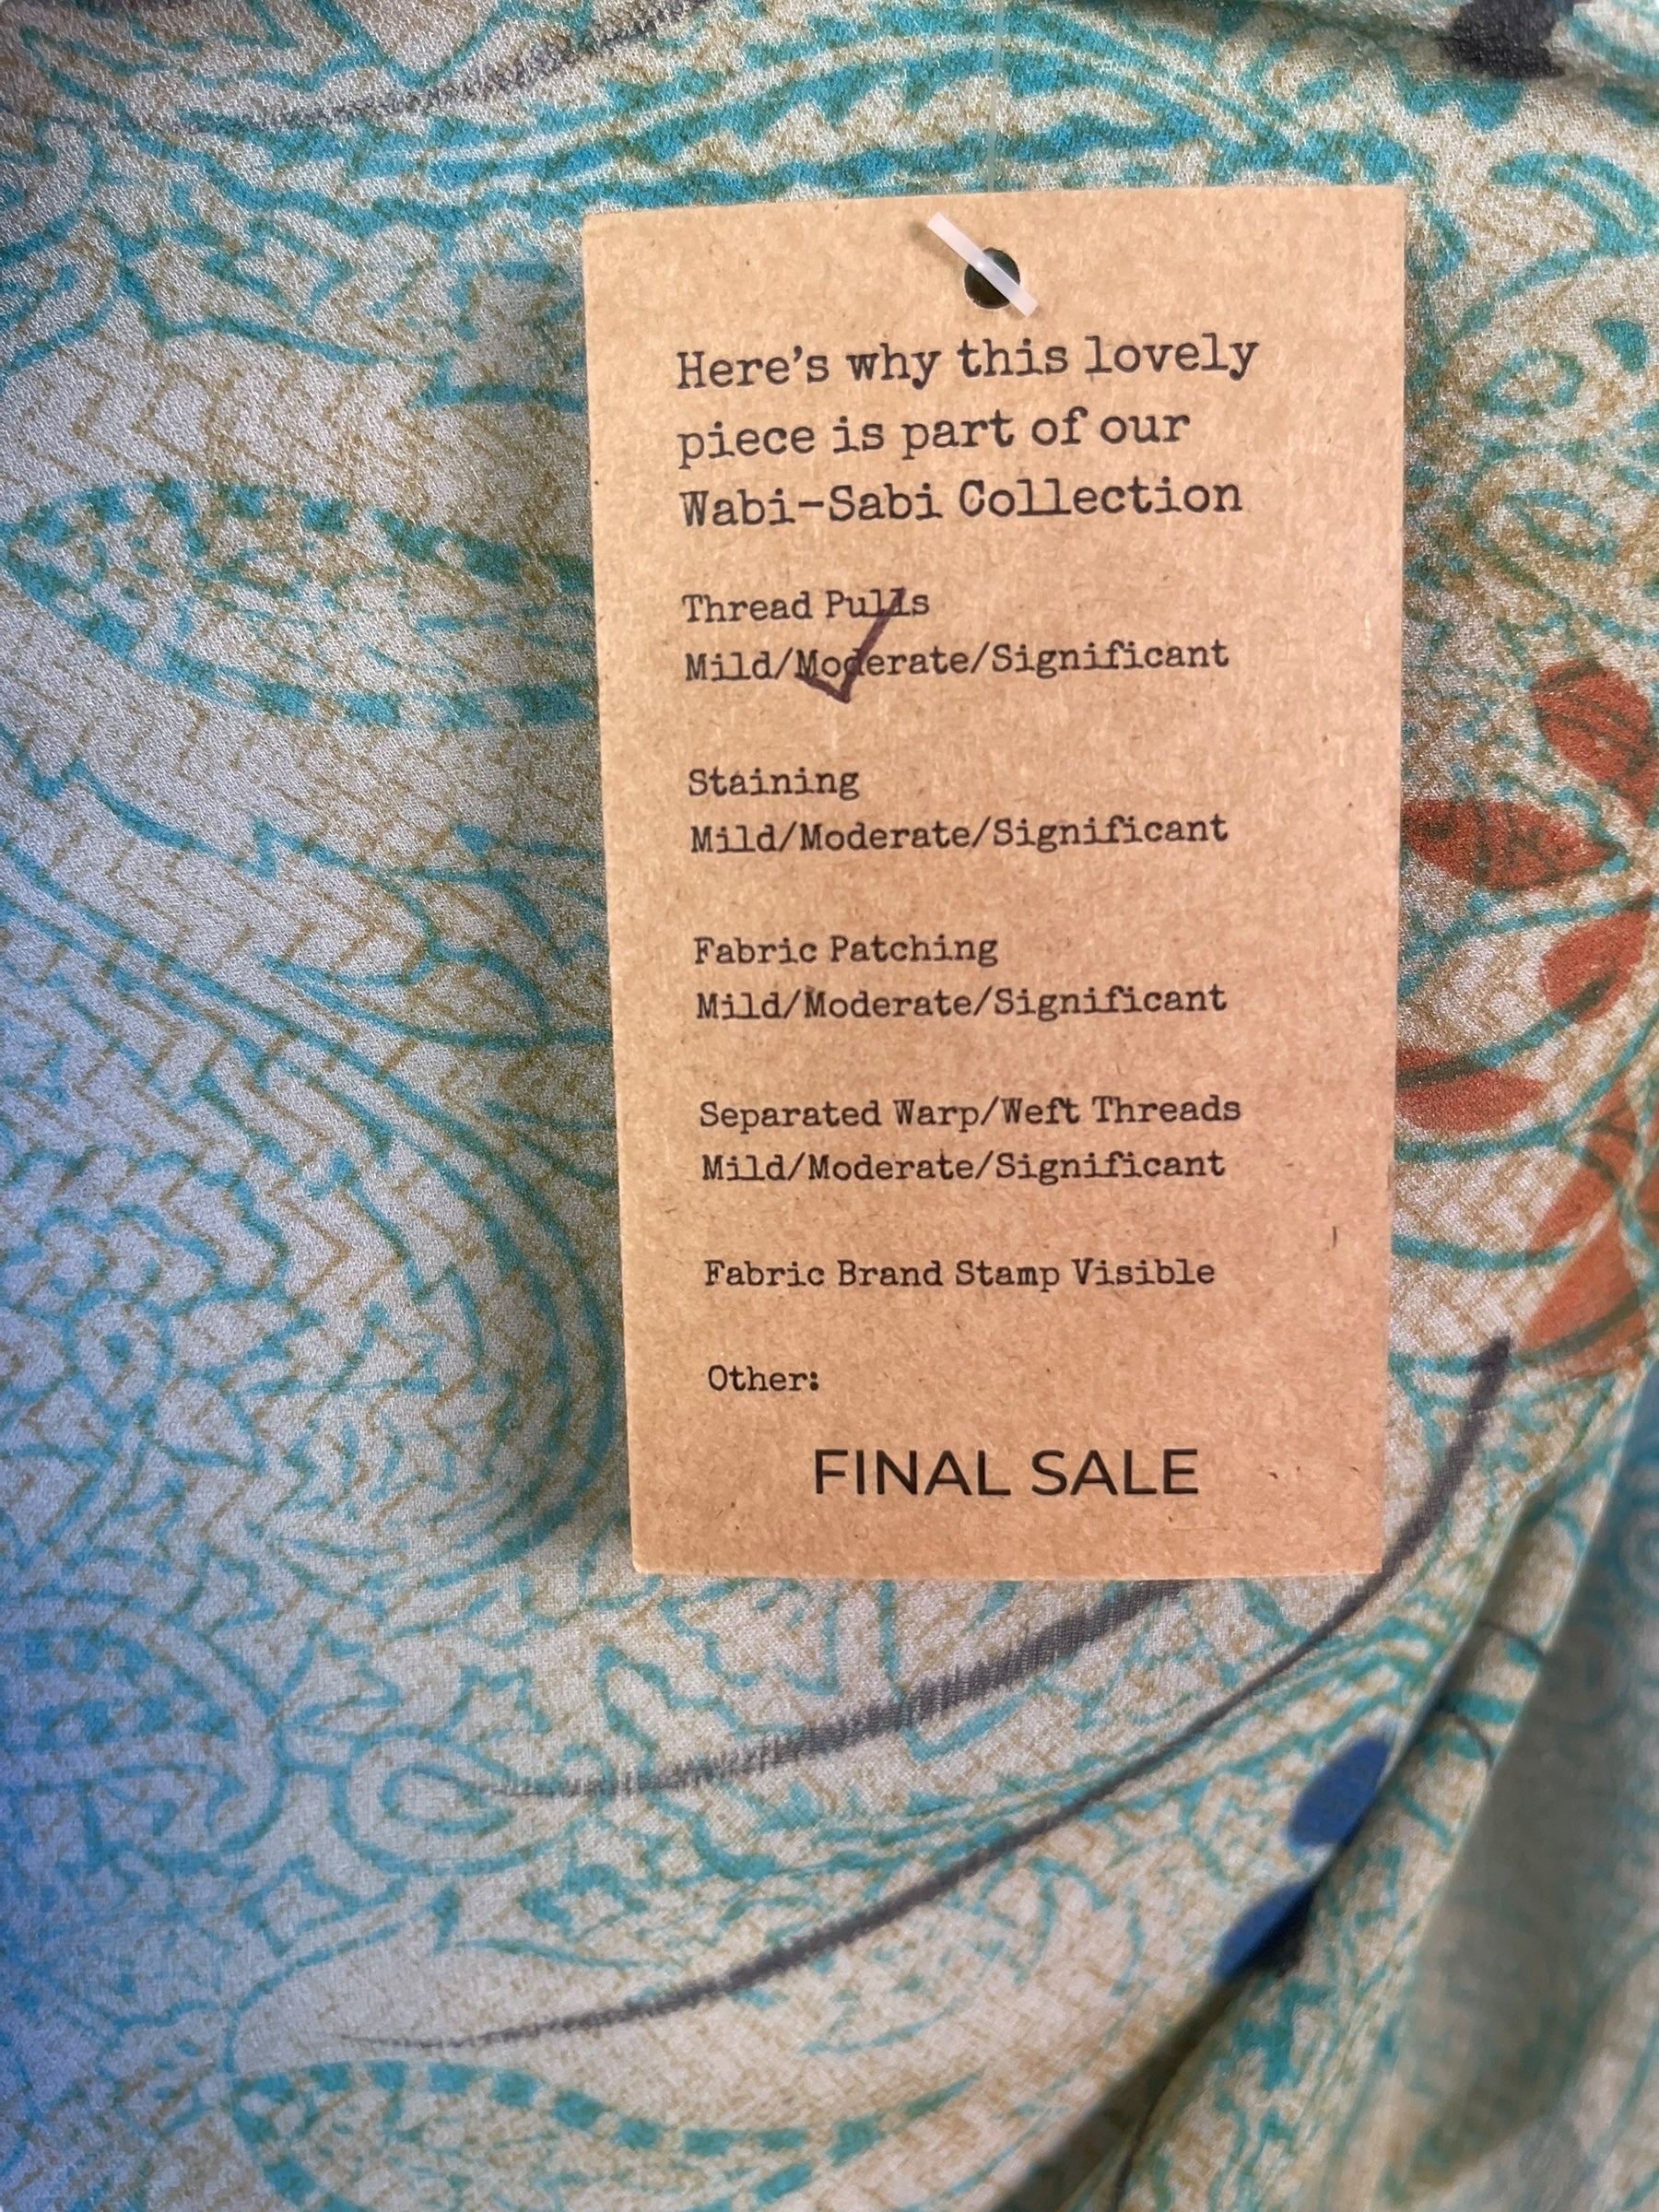 Here's why this lovely
piece is part of our
Wabi-Sabi Collection
Thread Pulls
Mild/Moderate/Significant
Staining
Mild/Moderate/Significant
Fabric Patching
Mild/Moderate/Significant
Separated Warp/Weft Threads
Mild/Moderate/Significant
Fabric Brand Stamp Visible
Other:
FINAL SALE